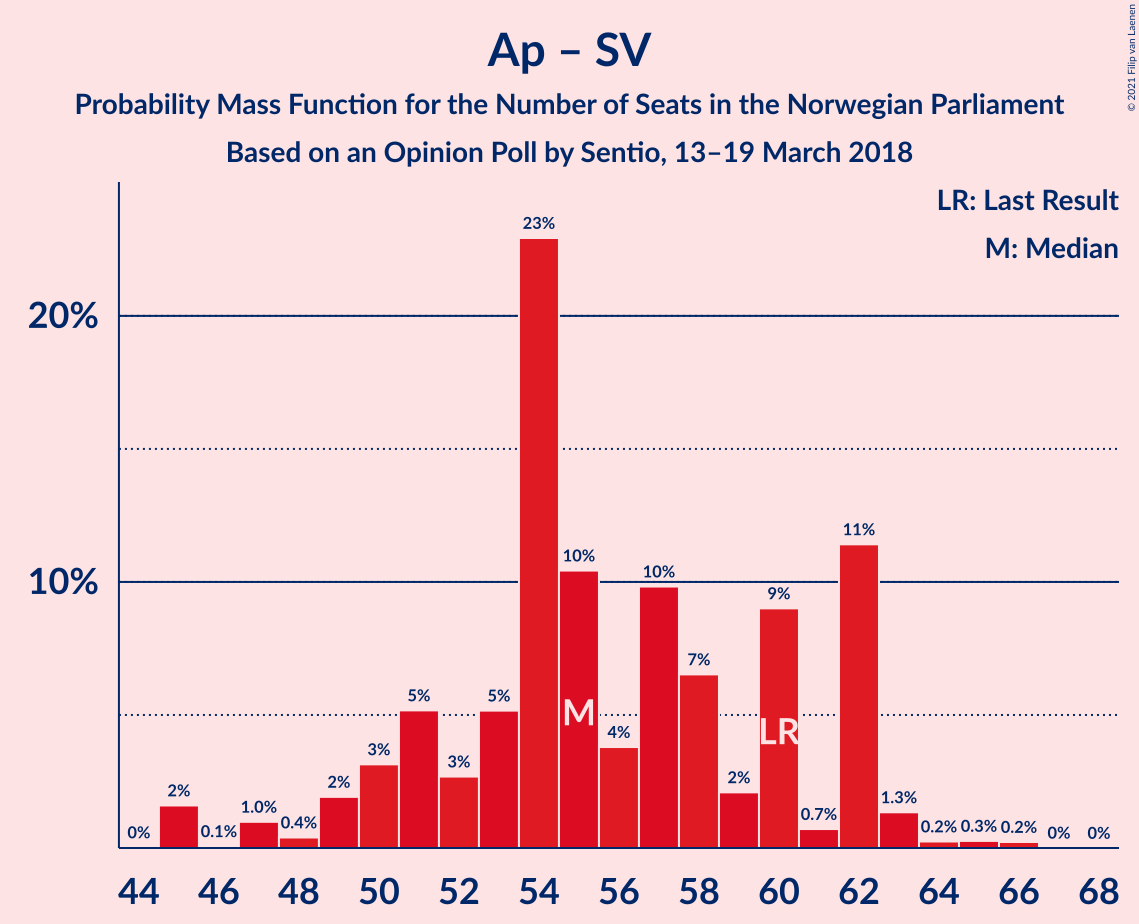 © 2021 Filip van Laenen
Ap – SV
Probability Mass Function for the Number of Seats in the Norwegian Parliament
Based on an Opinion Poll by Sentio, 13–19 March 2018
LR: Last Result
M: Median
20%
10%
0% 2% 0.1% 1.0% 0.4% 2% 3% 5% 3% 5% 23% 10% 4% 10% 7% 2% 9% 0.7% 11% 1.3% 0.2% 0.3% 0.2% 0% 0%
M
LR
44 46 48 50 52 54 56 58 60 62 64 66 68